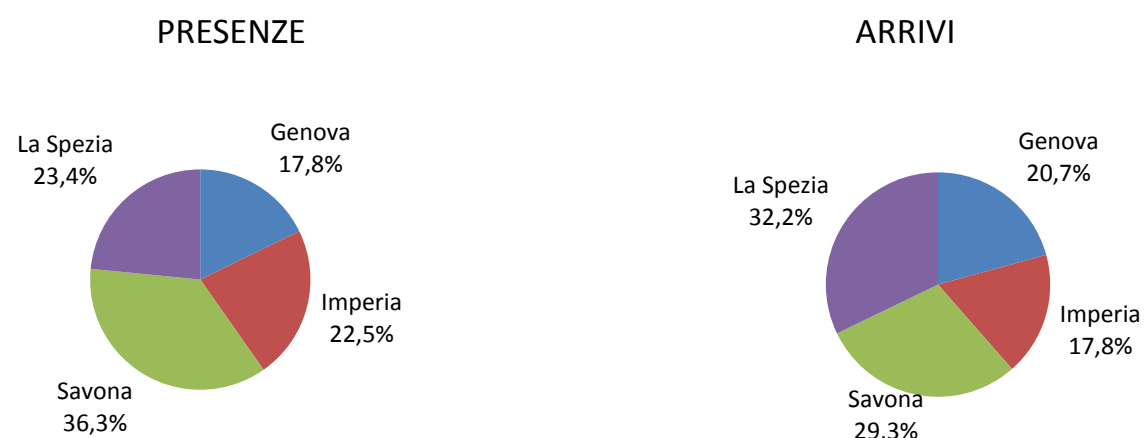 PRESENZE
Genova
17,8%
La Spezia
23,4%
Imperia
22,5%
Savona
36,3%
ARRIVI
Genova
20,7%
La Spezia
32,2%
Imperia
17,8%
Savona
29,3%